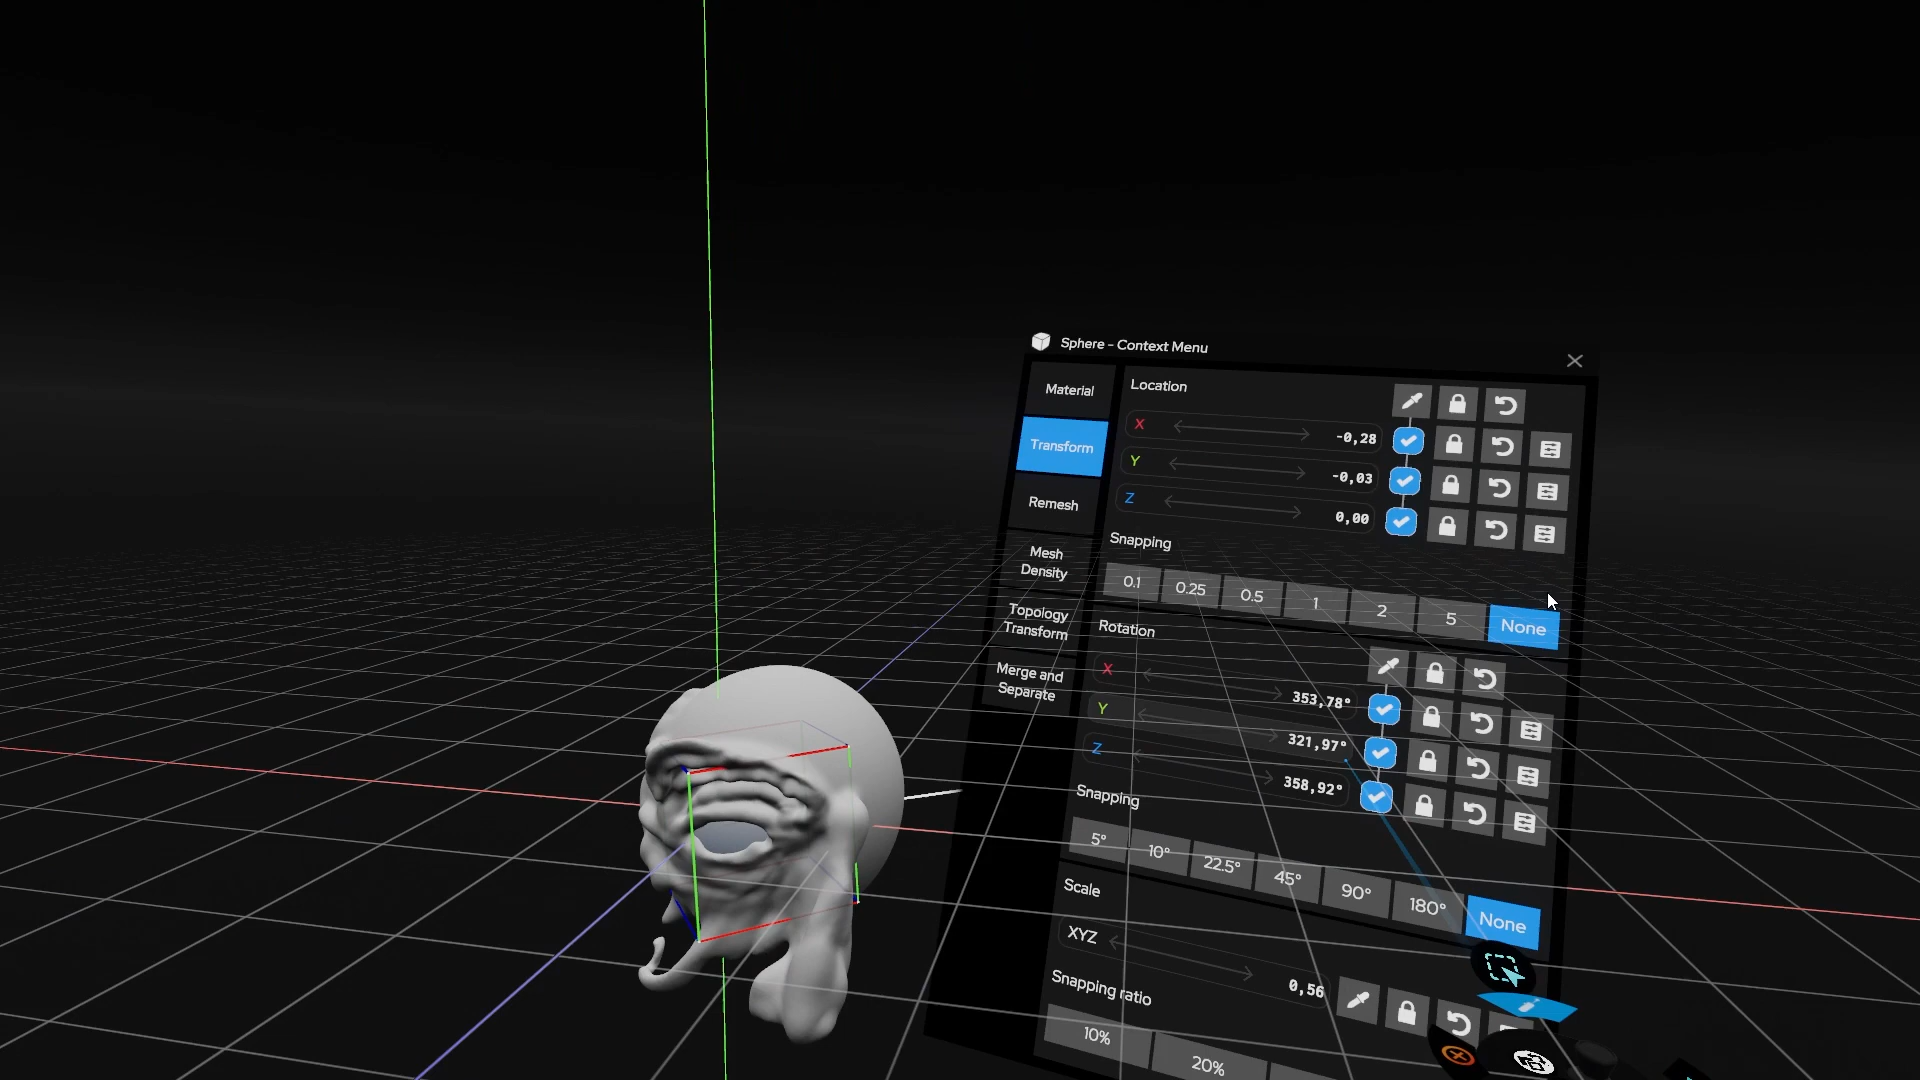 Sphere - Context Menu
Material
Transform
Remesh
Mesh
Density
Topology
Transform
Merge and
Separate
Location
X -0,28
Y -0,03
Z 0,00
Snapping
0.1 0.25 0.5 1 2 5 None
Rotation
X 353,78°
Y 321,97°
Z 358,92°
Snapping
5° 10° 22.5° 45° 90° 180° None
Scale
XYZ 0,56
Snapping ratio
10% 20%